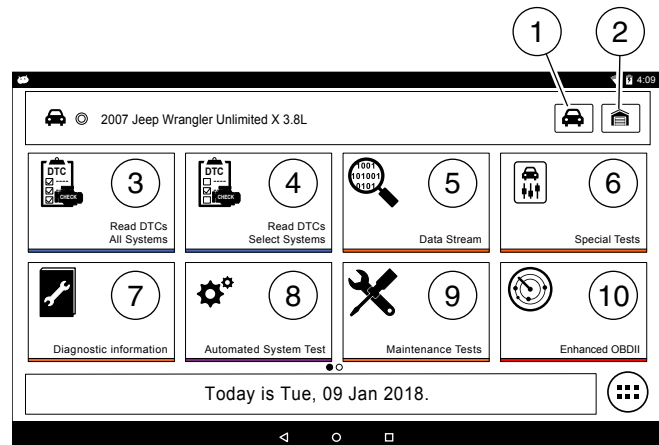 1
2
4:09
2007 Jeep Wrangler Unlimited X 3.8L
DTC
CHECK
3
Read DTCs
All Systems
DTC
CHECK
4
Read DTCs
Select Systems
1001
101001
0101
5
Data Stream
6
Special Tests
7
Diagnostic information
8
Automated System Test
9
Maintenance Tests
10
Enhanced OBDII
Today is Tue, 09 Jan 2018.